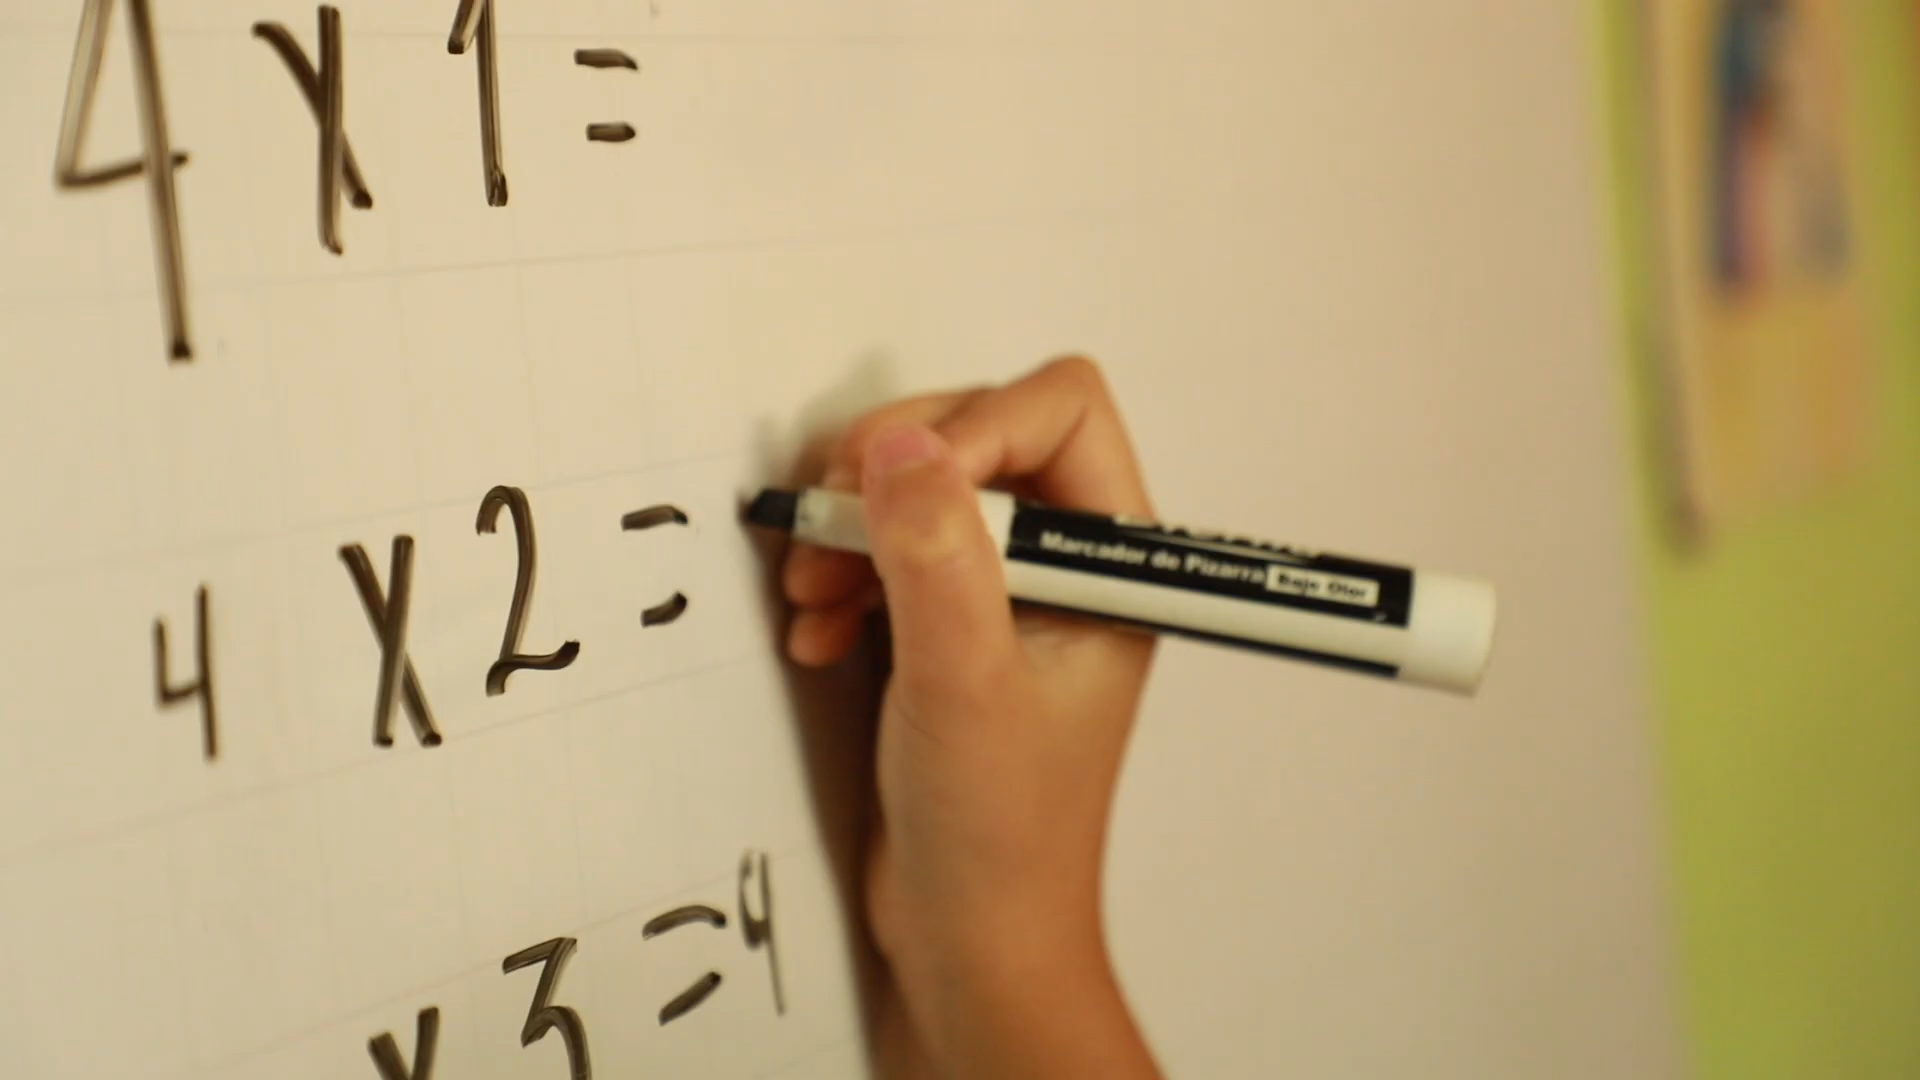 4 x 1 =
4 x 2 =
x 3 = 4
Marcador de Pizarra Bajo Olor